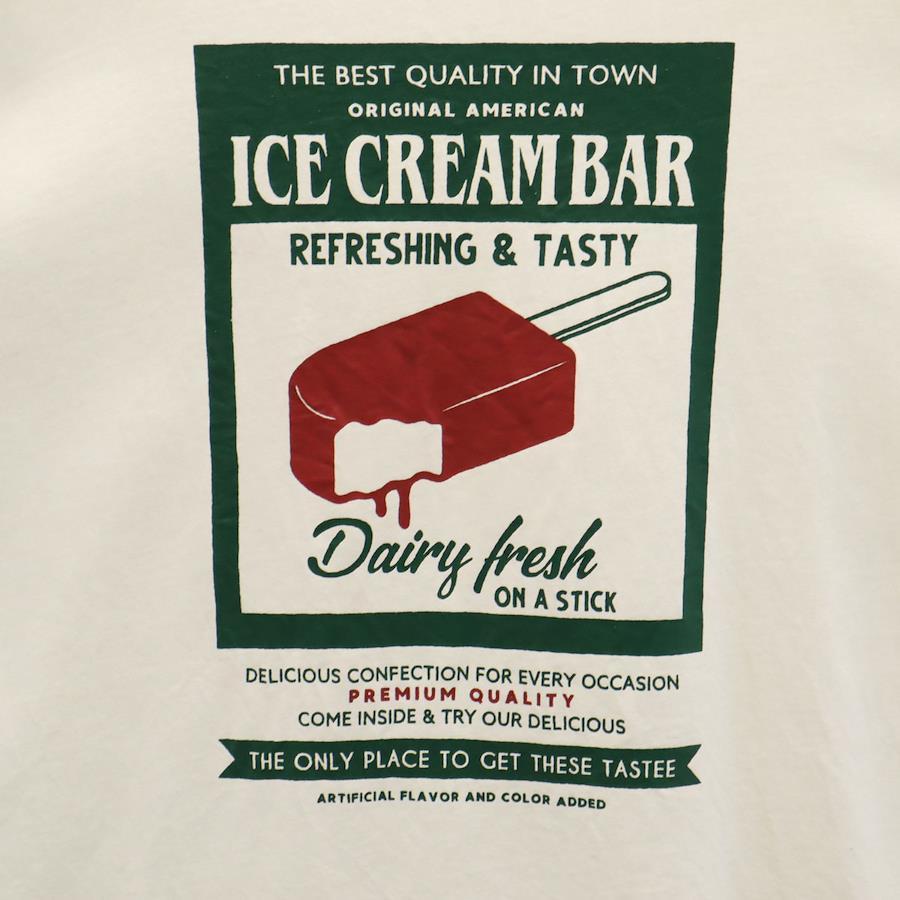 THE BEST QUALITY IN TOWN
ORIGINAL AMERICAN
ICE CREAM BAR
REFRESHING & TASTY
Dairy fresh
ON A STICK
DELICIOUS CONFECTION FOR EVERY OCCASION
PREMIUM QUALITY
COME INSIDE & TRY OUR DELICIOUS
THE ONLY PLACE TO GET THESE TASTEE
ARTIFICIAL FLAVOR AND COLOR ADDED